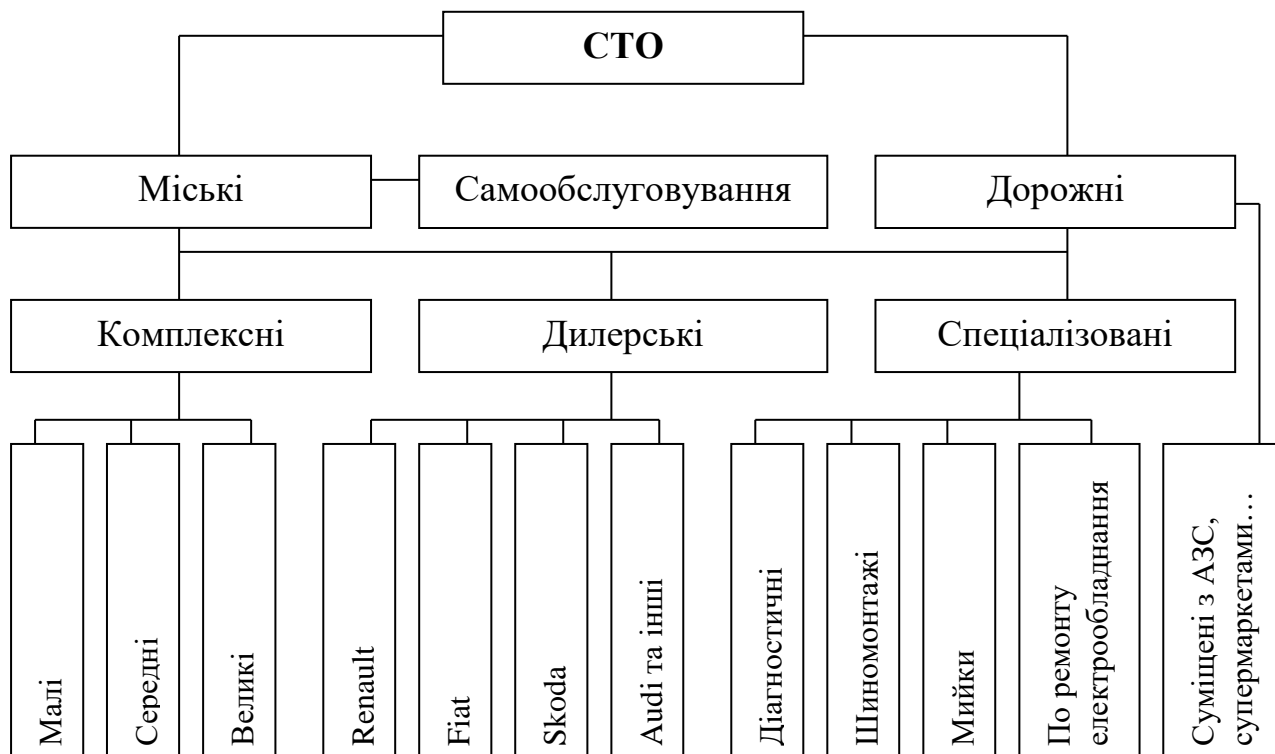 СТО
Міські
Самообслуговування
Дорожні
Комплексні
Дилерські
Спеціалізовані
Малі
Середні
Великі
Renault
Fiat
Skoda
Audi та інші
Діагностичні
Шиномонтажі
Мийки
По ремонту
електрообладнання
Суміщені з АЗС,
супермаркетами…